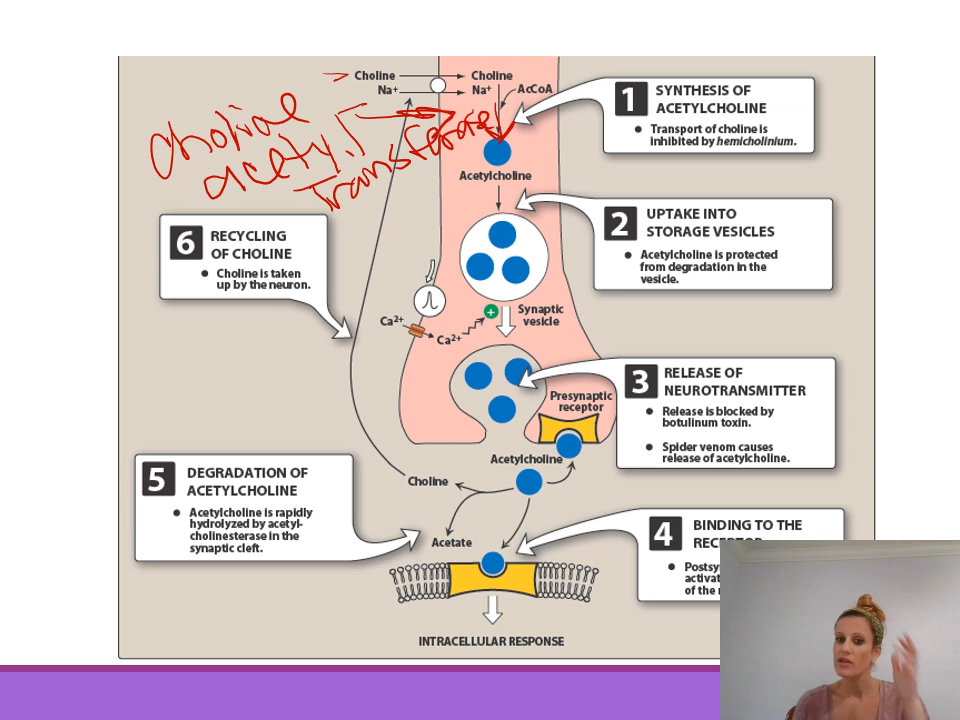 Choline
Na+
Choline
Na+
AcCoA
choline
acetyl
transferase
1
SYNTHESIS OF
ACETYLCHOLINE
• Transport of choline is
inhibited by hemicholinium.
Acetylcholine
2
UPTAKE INTO
STORAGE VESICLES
• Acetylcholine is protected
from degradation in the
vesicle.
6
RECYCLING
OF CHOLINE
• Choline is taken
up by the neuron.
Ca2+
Ca2+
+
Synaptic
vesicle
3
RELEASE OF
NEUROTRANSMITTER
• Release is blocked by
botulinum toxin.
• Spider venom causes
release of acetylcholine.
Presynaptic
receptor
Acetylcholine
Choline
Acetate
5
DEGRADATION OF
ACETYLCHOLINE
• Acetylcholine is rapidly
hydrolyzed by acetyl-
cholinesterase in the
synaptic cleft.
4
BINDING TO THE
of the
INTRACELLULAR RESPONSE